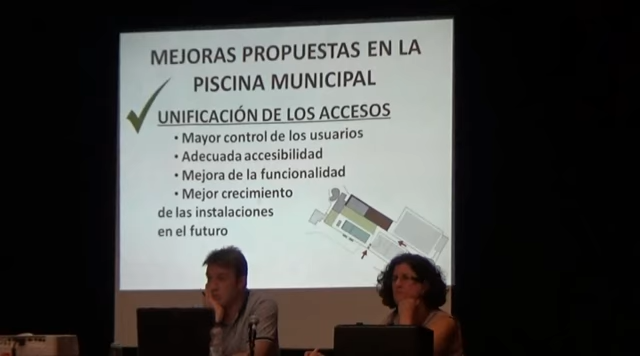 MEJORAS PROPUESTAS EN LA
PISCINA MUNICIPAL
UNIFICACIÓN DE LOS ACCESOS
• Mayor control de los usuarios
• Adecuada accesibilidad
• Mejora de la funcionalidad
• Mejor crecimiento
de las instalaciones
en el futuro